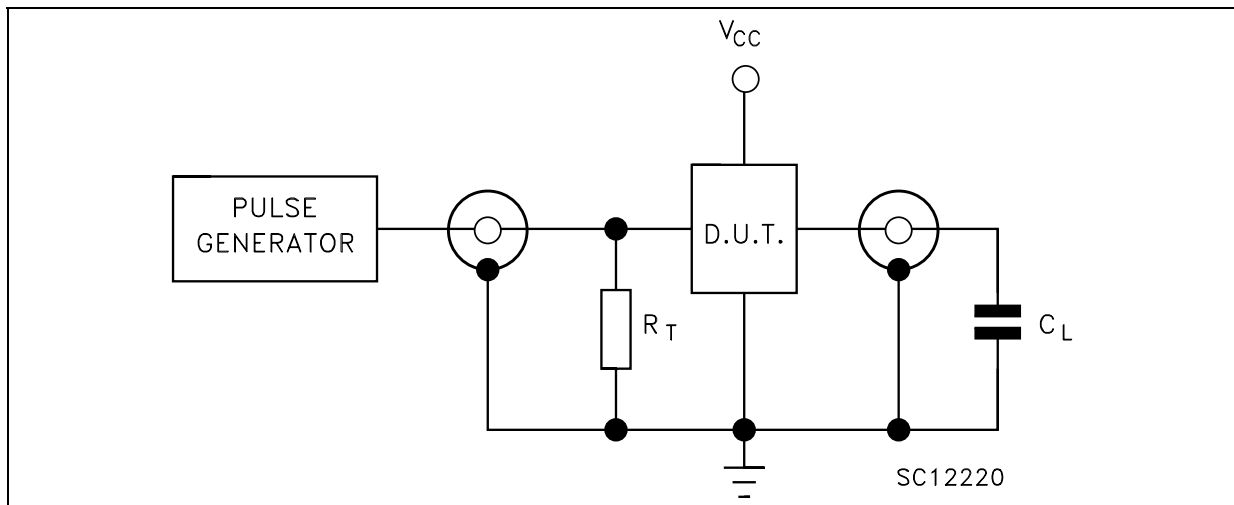 VCC
PULSE
GENERATOR
D.U.T.
RT
CL
SC12220